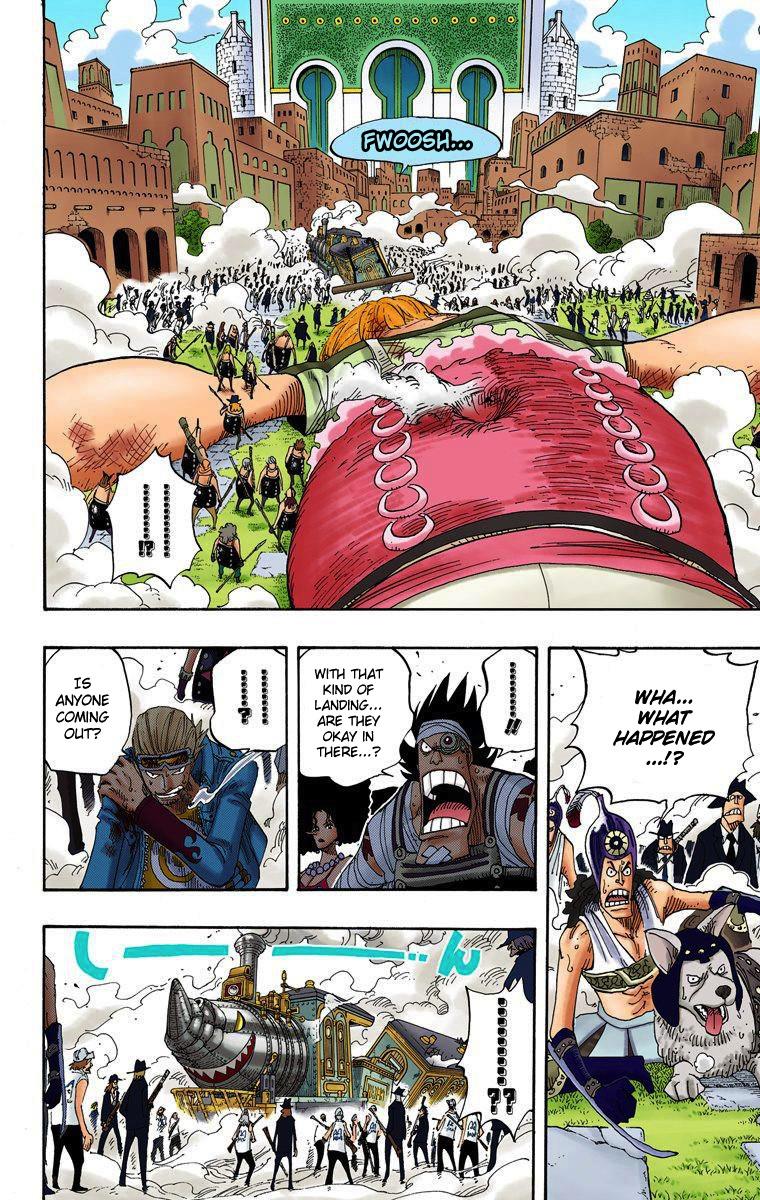 FWOOSH...
!?
WHA...
WHAT
HAPPENED
...!?
!!
WITH THAT
KIND OF
LANDING...
ARE THEY
OKAY IN
THERE...?
?
IS
ANYONE
COMING
OUT?
??